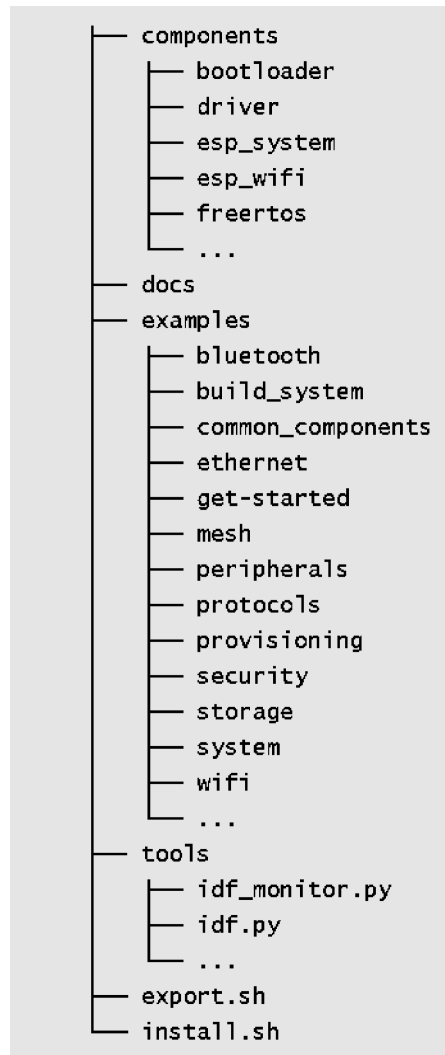 ├── components
│   ├── bootloader
│   ├── driver
│   ├── esp_system
│   ├── esp_wifi
│   ├── freertos
│   └── ...
├── docs
├── examples
│   ├── bluetooth
│   ├── build_system
│   ├── common_components
│   ├── ethernet
│   ├── get-started
│   ├── mesh
│   ├── peripherals
│   ├── protocols
│   ├── provisioning
│   ├── security
│   ├── storage
│   ├── system
│   ├── wifi
│   └── ...
├── tools
│   ├── idf_monitor.py
│   ├── idf.py
│   └── ...
├── export.sh
└── install.sh